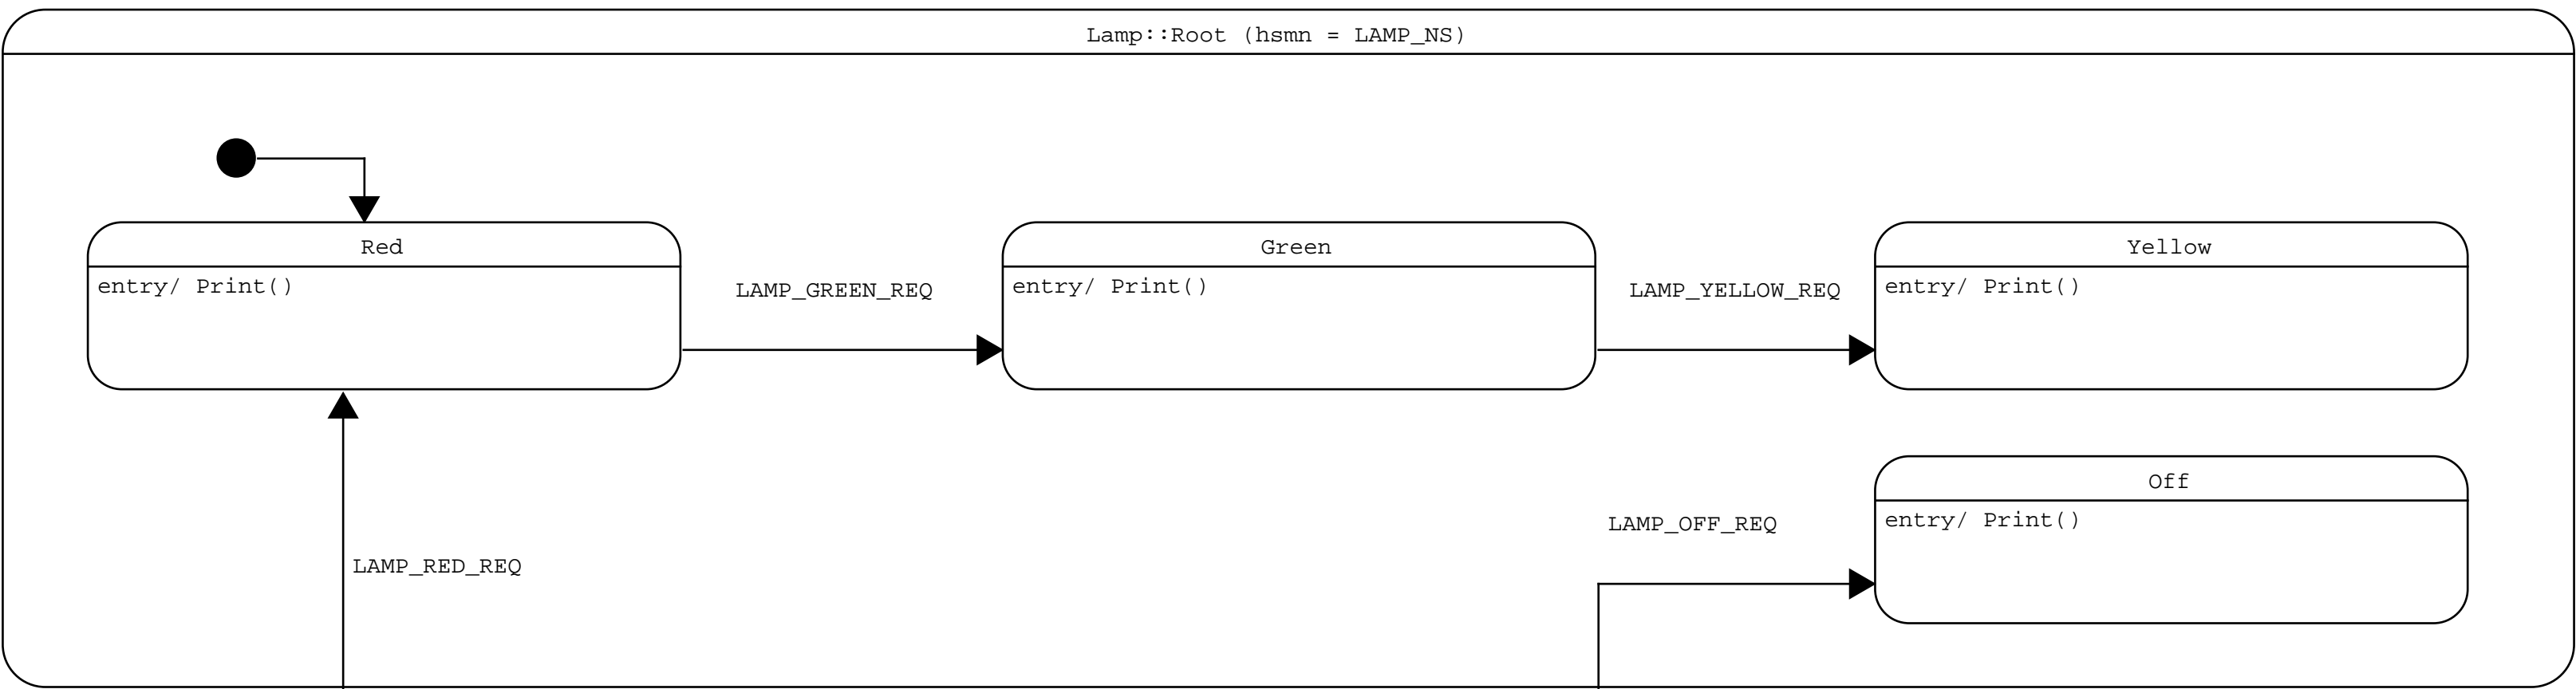 Lamp::Root (hsmn = LAMP_NS)
Red
entry/ Print()
LAMP_GREEN_REQ
Green
entry/ Print()
LAMP_YELLOW_REQ
Yellow
entry/ Print()
LAMP_RED_REQ
LAMP_OFF_REQ
Off
entry/ Print()